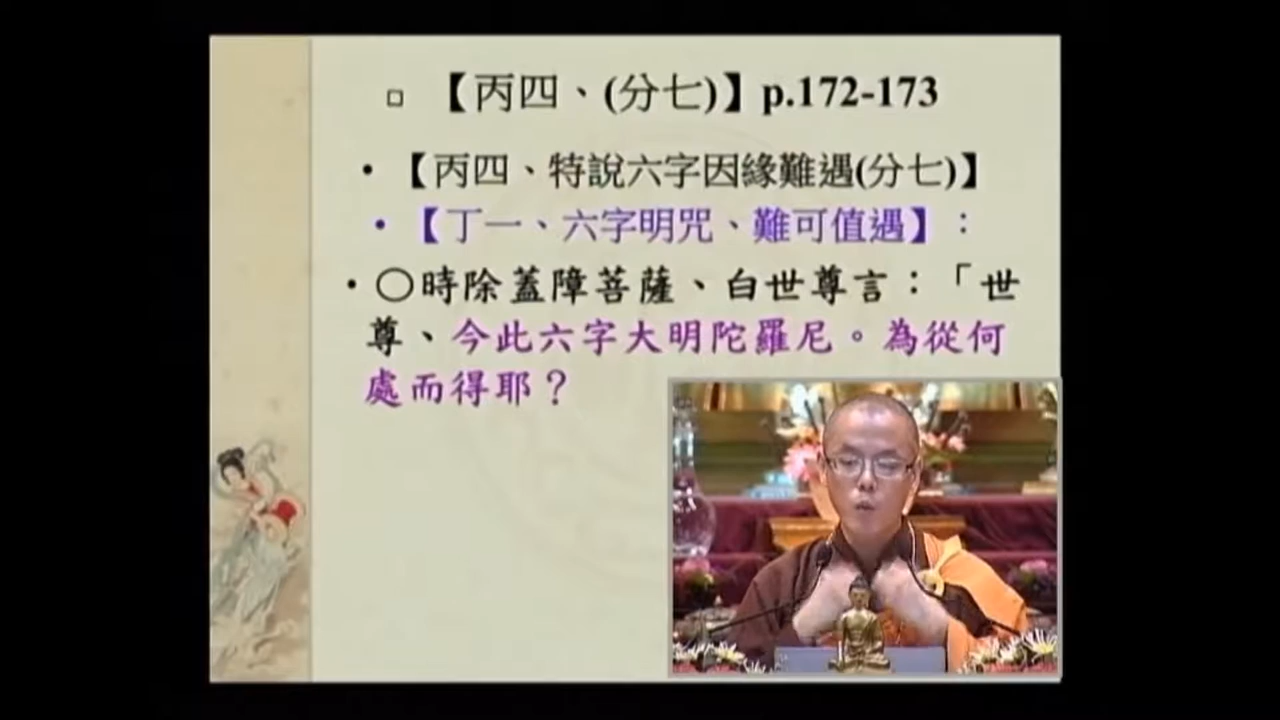 □ 【丙四、(分七)】p.172-173
• 【丙四、特說六字因緣難遇(分七)】
• 【丁一、六字明咒、難可值遇】：
• ○時除蓋障菩薩、白世尊言：「世
尊、今此六字大明陀羅尼。為從何
處而得耶？